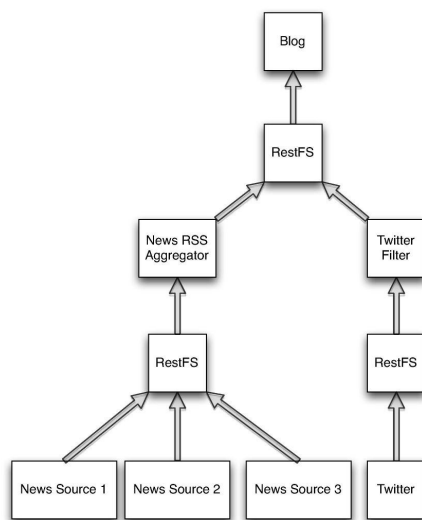 Blog
RestFS
News RSS
Aggregator
Twitter
Filter
RestFS
RestFS
News Source 1
News Source 2
News Source 3
Twitter